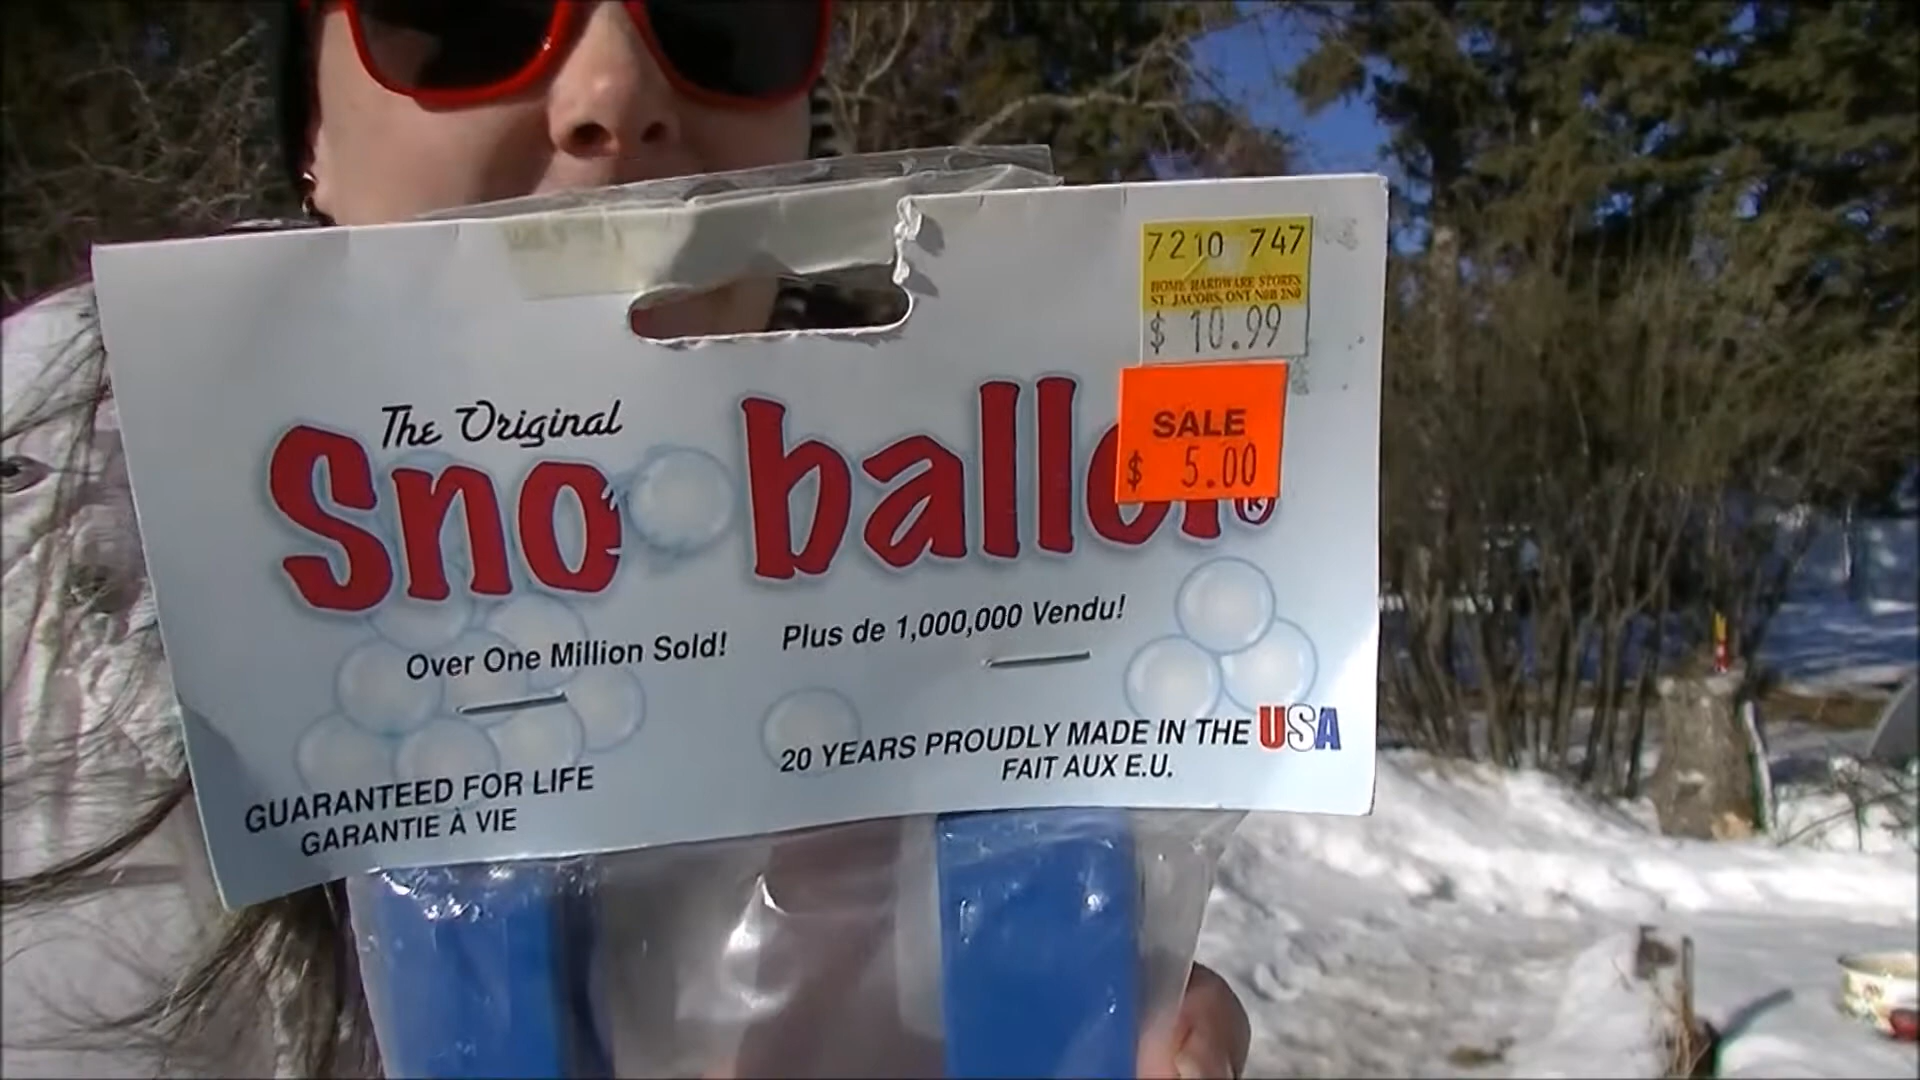 7210 747
HOME HARDWARE STORES
ST. JACOBS, ONT N0B 2N0
$ 10.99
SALE
$ 5.00
The Original
Sno
Over One Million Sold!
Plus de 1,000,000 Vendu!
GUARANTEED FOR LIFE
GARANTIE À VIE
20 YEARS PROUDLY MADE IN THE USA
FAIT AUX E.U.